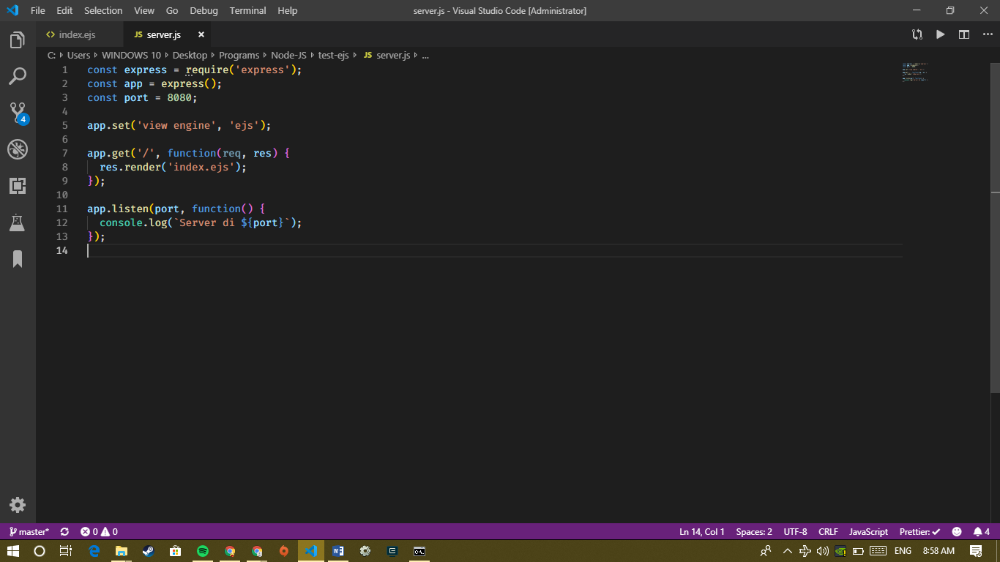 File Edit Selection View Go Debug Terminal Help
server.js - Visual Studio Code [Administrator]
index.ejs
JS server.js
C: Users WINDOWS 10 Desktop Programs Node-JS test-ejs JS server.js ...
1 const express = require('express');
2 const app = express();
3 const port = 8080;
4
5 app.set('view engine', 'ejs');
6
7 app.get('/', function(req, res) {
8 res.render('index.ejs');
9 });
10
11 app.listen(port, function() {
12 console.log(`Server di ${port}`);
13 });
14
4
master* 0 0 Ln 14, Col 1 Spaces: 2 UTF-8 CRLF JavaScript Prettier: 4
ENG 8:58 AM